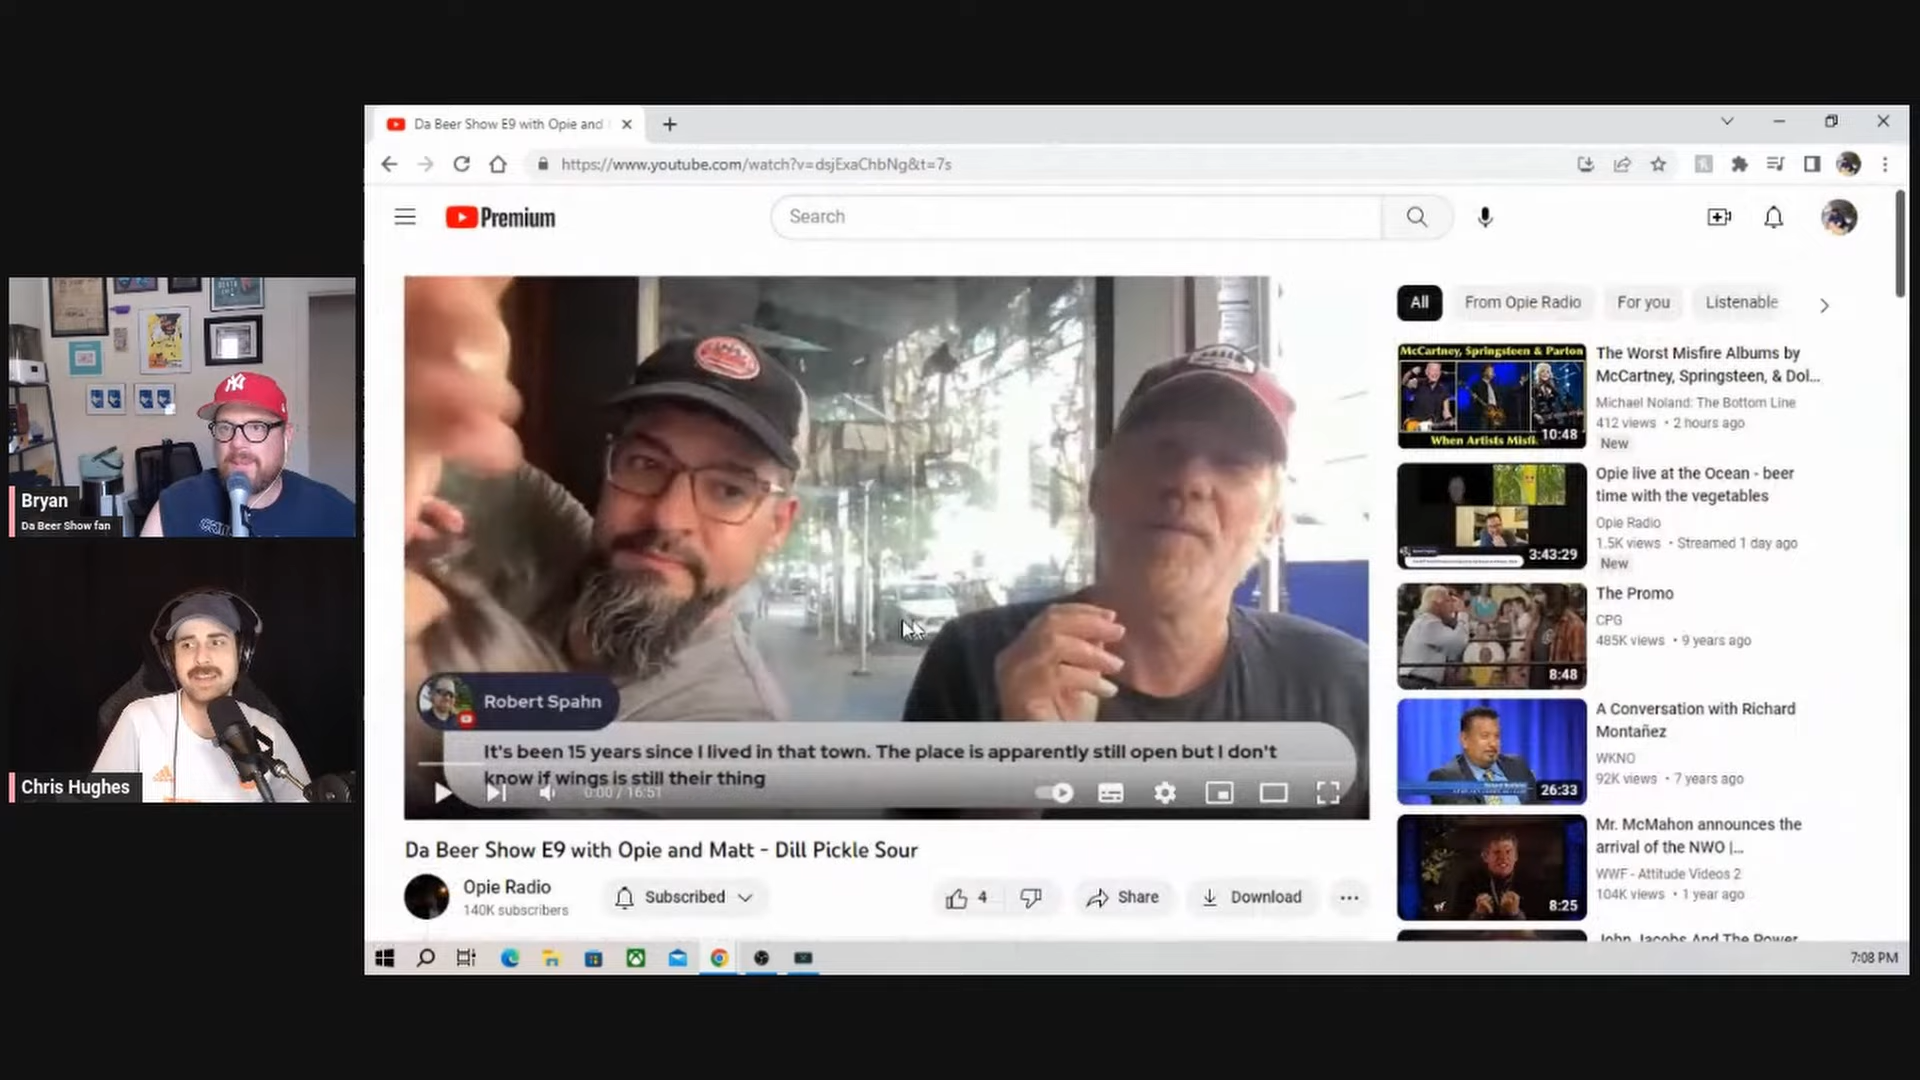 Da Beer Show E9 with Opie and
https://www.youtube.com/watch?v=dsjExaChbNg&t=7s
Premium
Search
Bryan
Da Beer Show fan
Chris Hughes
Robert Spahn
It's been 15 years since I lived in that town. The place is apparently still open but I don't
know if wings is still their thing
0:00 / 16:51
Da Beer Show E9 with Opie and Matt - Dill Pickle Sour
Opie Radio
140K subscribers
Subscribed
4
Share
Download
All
From Opie Radio
For you
Listenable
McCartney, Springsteen & Parton
When Artists Misfi
10:48
The Worst Misfire Albums by
McCartney, Springsteen, & Dol...
Michael Noland: The Bottom Line
412 views • 2 hours ago
New
3:43:29
Opie live at the Ocean - beer
time with the vegetables
Opie Radio
1.5K views • Streamed 1 day ago
New
8:48
The Promo
CPG
485K views • 9 years ago
26:33
A Conversation with Richard
Montañez
WKNO
92K views • 7 years ago
8:25
Mr. McMahon announces the
arrival of the NWO |...
WWF - Attitude Videos 2
104K views • 1 year ago
John Jacobs And The Power
7:08 PM